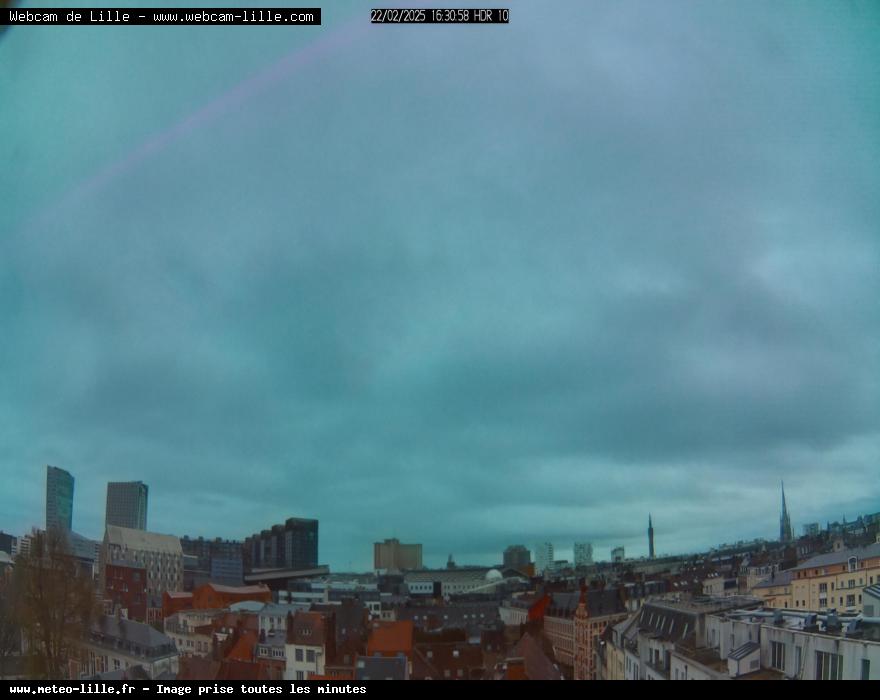 Webcam de Lille - www.webcam-lille.com
22/02/2025 16:30:58 HDR 10
www.meteo-lille.fr - Image prise toutes les minutes